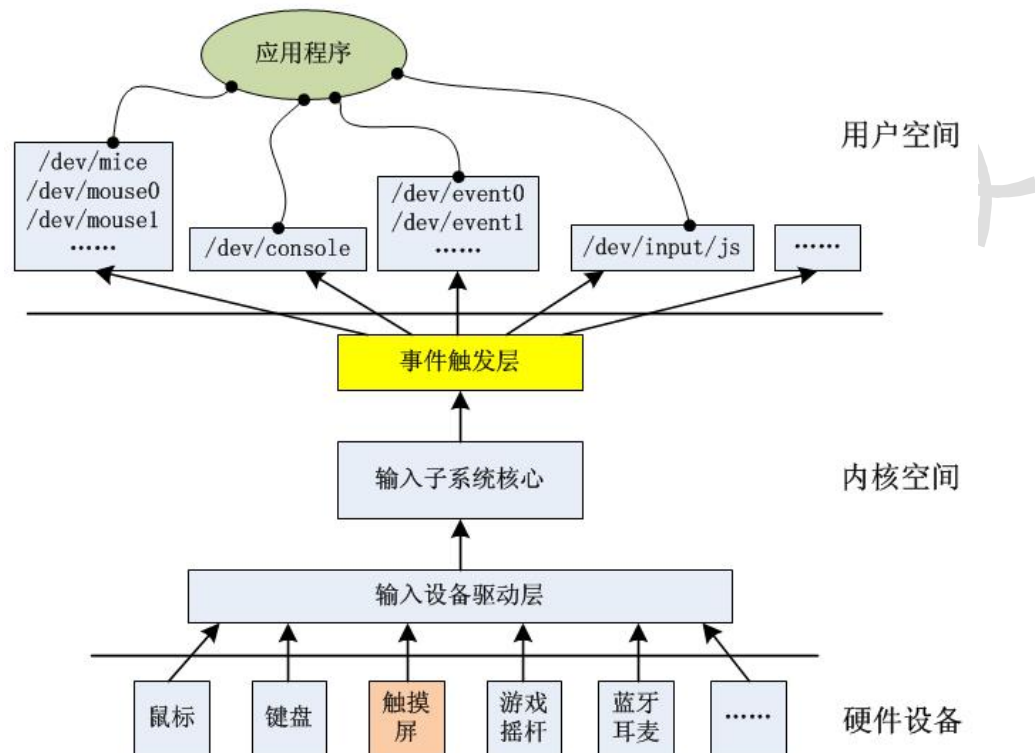 应用程序
用户空间
/dev/mice
/dev/mouse0
/dev/mouse1
……
/dev/console
/dev/event0
/dev/event1
……
/dev/input/js
……
事件触发层
输入子系统核心
内核空间
输入设备驱动层
鼠标
键盘
触摸
屏
游戏
摇杆
蓝牙
耳麦
……
硬件设备